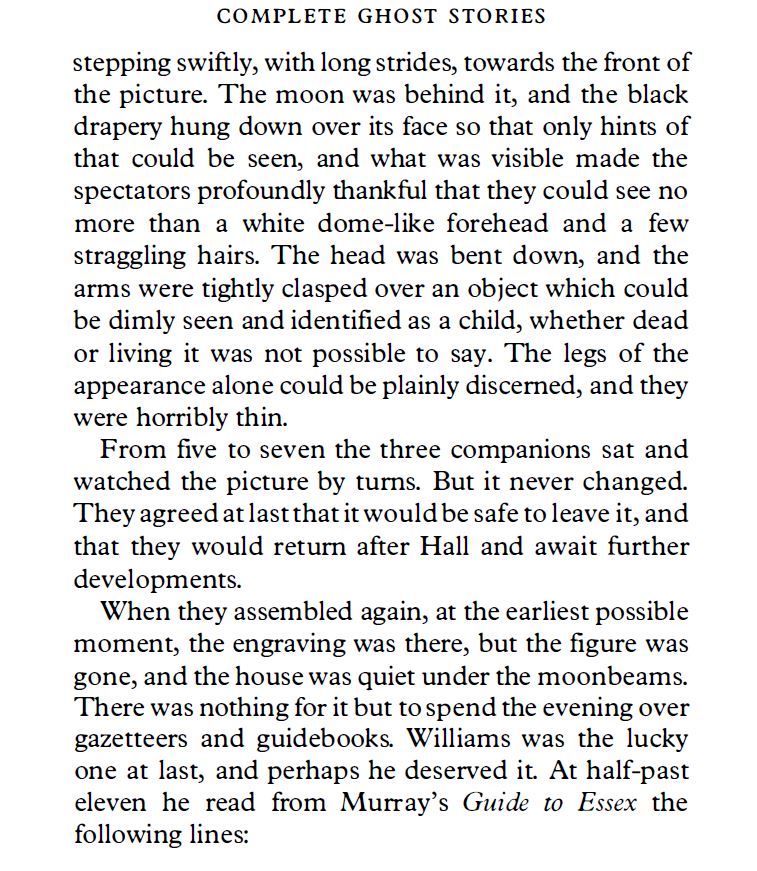 COMPLETE GHOST STORIES
stepping swiftly, with long strides, towards the front of
the picture. The moon was behind it, and the black
drapery hung down over its face so that only hints of
that could be seen, and what was visible made the
spectators profoundly thankful that they could see no
more than a white dome-like forehead and a few
straggling hairs. The head was bent down, and the
arms were tightly clasped over an object which could
be dimly seen and identified as a child, whether dead
or living it was not possible to say. The legs of the
appearance alone could be plainly discerned, and they
were horribly thin.
From five to seven the three companions sat and
watched the picture by turns. But it never changed.
They agreed at last that it would be safe to leave it, and
that they would return after Hall and await further
developments.
When they assembled again, at the earliest possible
moment, the engraving was there, but the figure was
gone, and the house was quiet under the moonbeams.
There was nothing for it but to spend the evening over
gazetteers and guidebooks. Williams was the lucky
one at last, and perhaps he deserved it. At half-past
eleven he read from Murray’s Guide to Essex the
following lines: